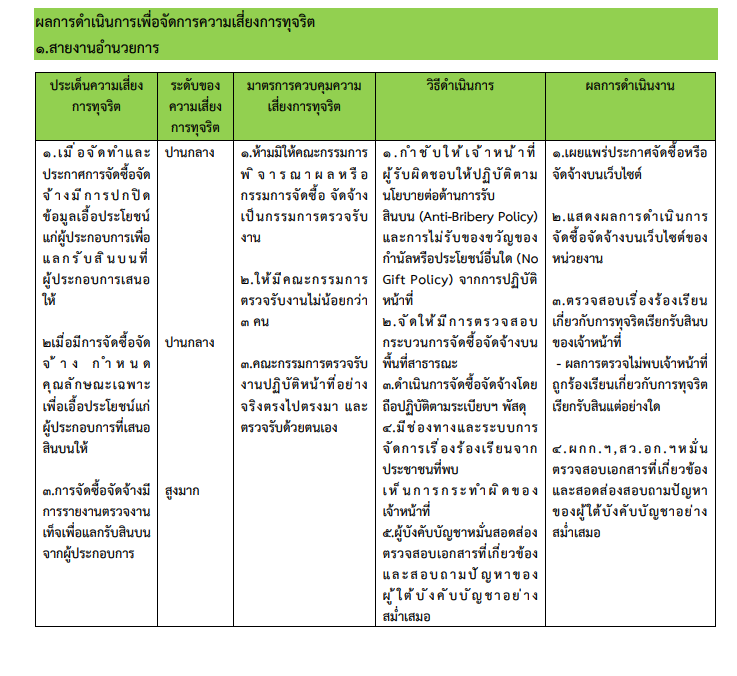 ผลการดำเนินการเพื่อจัดการความเสี่ยงการทุจริต
๑.สายงานอำนวยการ
ประเด็นความเสี่ยง
การทุจริต
ระดับของ
ความเสี่ยง
การทุจริต
มาตรการควบคุมความ
เสี่ยงการทุจริต
วิธีดำเนินการ
ผลการดำเนินงาน
๑.เมื่อจัดทำและ
ประกาศการจัดซื้อจัด
จ้างมีการปกปิด
ข้อมูลเอื้อประโยชน์
แก่ผู้ประกอบการเพื่อ
แลกรับสินบนที่
ผู้ประกอบการเสนอ
ให้
๒เมื่อมีการจัดซื้อจัด
จ้าง กำหนด
คุณลักษณะเฉพาะ
เพื่อเอื้อประโยชน์แก่
ผู้ประกอบการที่เสนอ
สินบนให้
๓.การจัดซื้อจัดจ้างมี
การรายงานตรวจงาน
เท็จเพื่อแลกรับสินบน
จากผู้ประกอบการ
ปานกลาง
ปานกลาง
สูงมาก
๑.ห้ามมิให้คณะกรรมการ
พิจารณาผลหรือ
กรรมการจัดซื้อ จัดจ้าง
เป็นกรรมการตรวจรับ
งาน
๒.ให้มีคณะกรรมการ
ตรวจรับงานไม่น้อยกว่า
๓ คน
๓.คณะกรรมการตรวจรับ
งานปฏิบัติหน้าที่อย่าง
จริงตรงไปตรงมา และ
ตรวจรับด้วยตนเอง
๑.กำชับให้เจ้าหน้าที่
ผู้รับผิดชอบให้ปฏิบัติตาม
นโยบายต่อต้านการรับ
สินบน (Anti-Bribery Policy)
และการไม่รับของขวัญของ
กำนัลหรือประโยชน์อื่นใด (No
Gift Policy) จากการปฏิบัติ
หน้าที่
๒.จัดให้มีการตรวจสอบ
กระบวนการจัดซื้อจัดจ้างบน
พื้นที่สาธารณะ
๓.ดำเนินการจัดซื้อจัดจ้างโดย
ถือปฏิบัติตามระเบียบฯ พัสดุ
๔.มีช่องทางและระบบการ
จัดการเรื่องร้องเรียนจาก
ประชาชนที่พบ
เห็นการกระทำผิดของ
เจ้าหน้าที่
๕.ผู้บังคับบัญชาหมั่นสอดส่อง
ตรวจสอบเอกสารที่เกี่ยวข้อง
และสอบถามปัญหาของ
ผู้ใต้บังคับบัญชาอย่าง
สม่ำเสมอ
๑.เผยแพร่ประกาศจัดซื้อหรือ
จัดจ้างบนเว็บไซต์
๒.แสดงผลการดำเนินการ
จัดซื้อจัดจ้างบนเว็บไซต์ของ
หน่วยงาน
๓.ตรวจสอบเรื่องร้องเรียน
เกี่ยวกับการทุจริตเรียกรับสินบ
ของเจ้าหน้าที่
- ผลการตรวจไม่พบเจ้าหน้าที่
ถูกร้องเรียนเกี่ยวกับการทุจริต
เรียกรับสินแต่อย่างใด
๔.ผกก.ฯ,สว.อก.ฯหมั่น
ตรวจสอบเอกสารที่เกี่ยวข้อง
และสอดส่องสอบถามปัญหา
ของผู้ใต้บังคับบัญชาอย่าง
สม่ำเสมอ